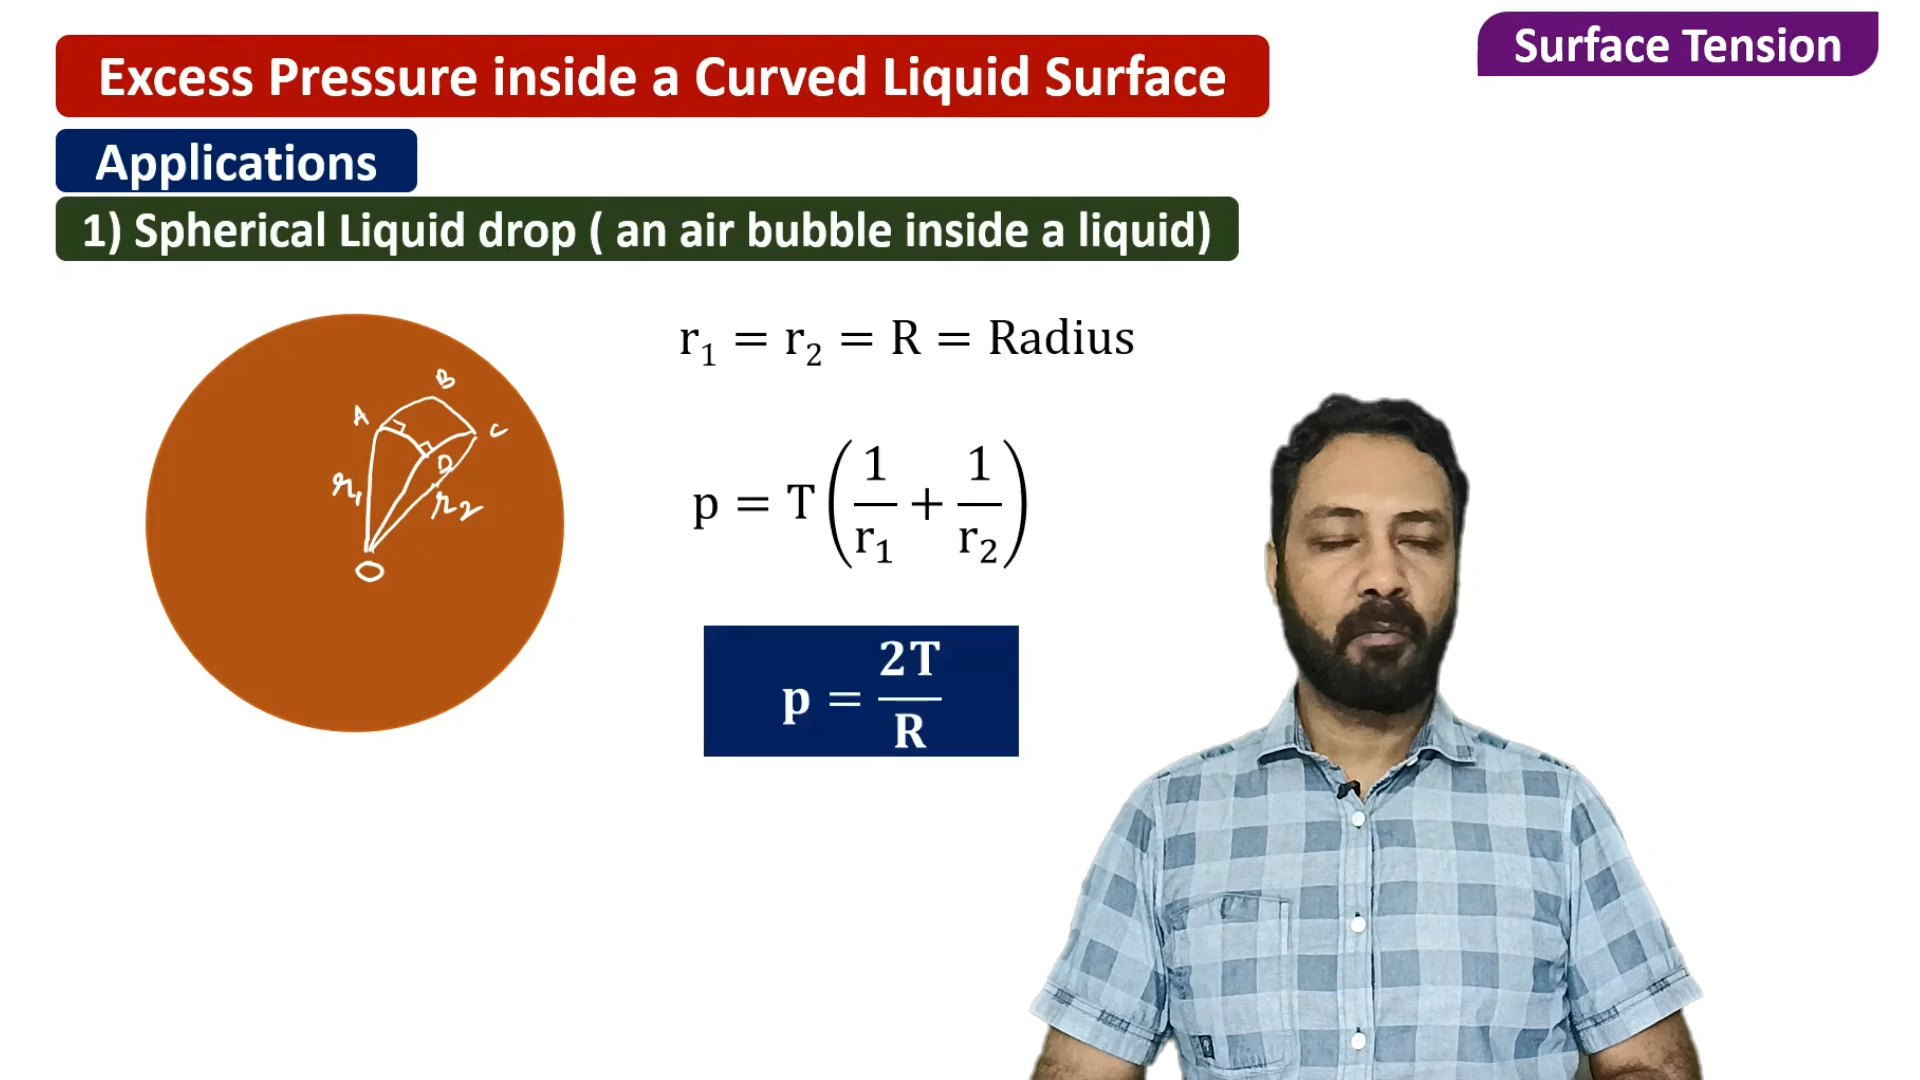 Surface Tension
Excess Pressure inside a Curved Liquid Surface
Applications
1) Spherical Liquid drop ( an air bubble inside a liquid)
r₁ = r₂ = R = Radius
p = T(1/r₁ + 1/r₂)
p = 2T/R
B
A
C
D
r₁
r₂
O